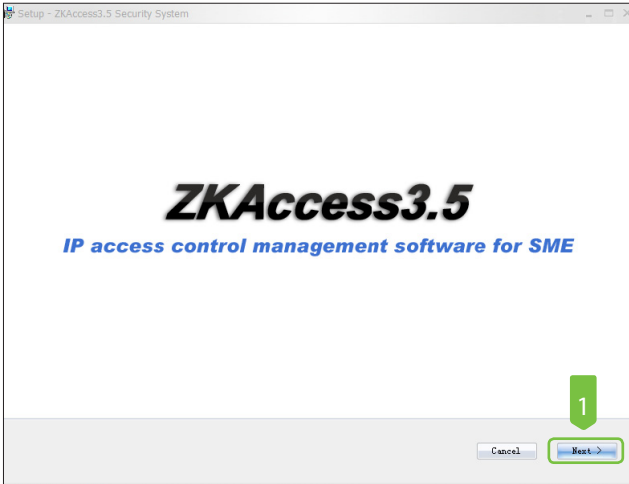 Setup - ZKAccess3.5 Security System
ZKAccess3.5
IP access control management software for SME
1
Cancel
Next >